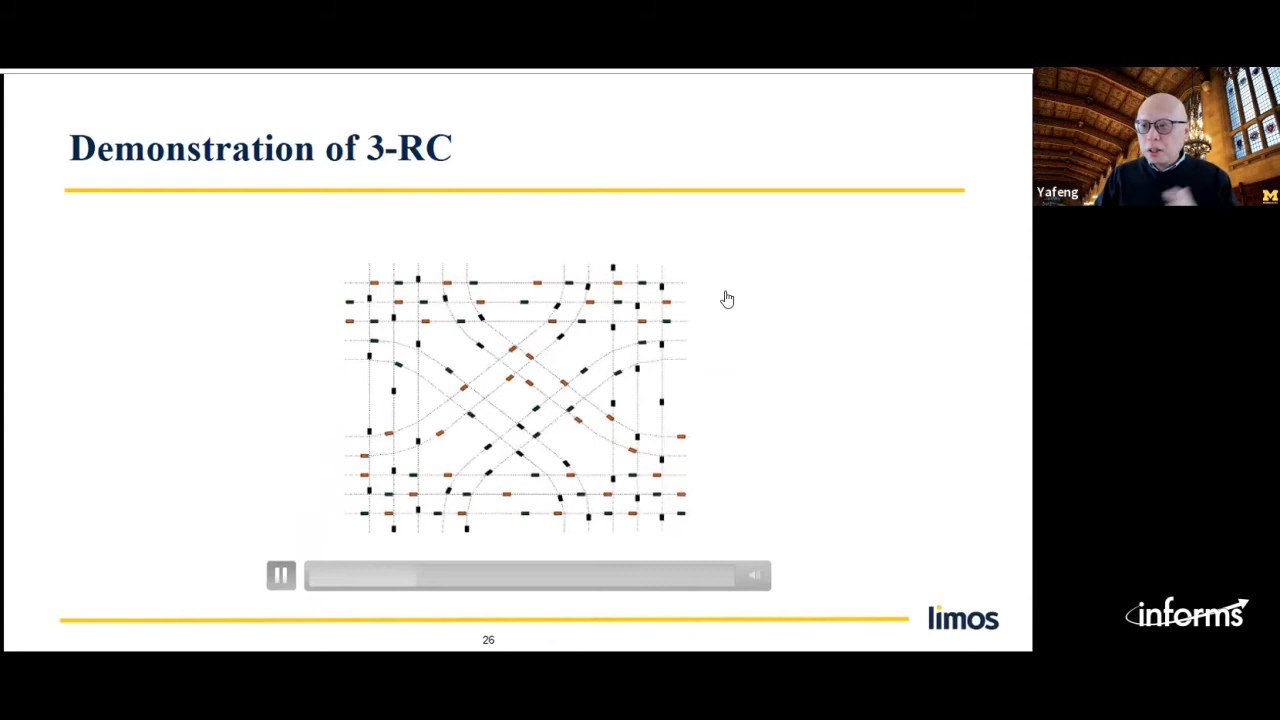 Demonstration of 3-RC
Yafeng
M
limos
26
informs